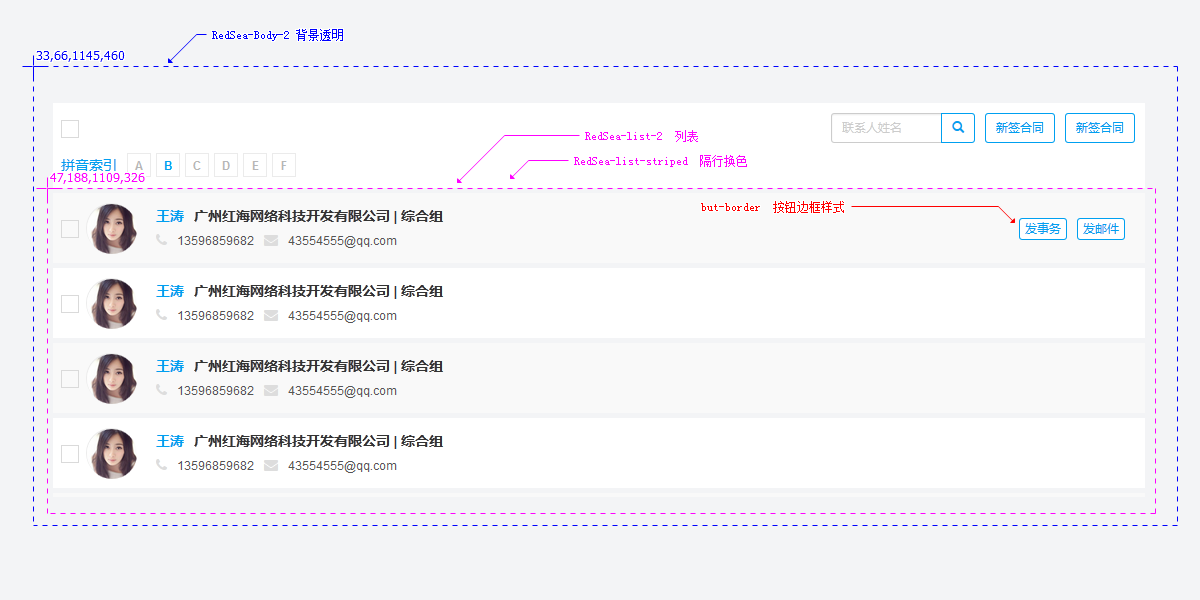 RedSea-Body-2 背景透明
33,66,1145,460
联系人姓名 新签合同 新签合同
RedSea-list-2 列表
RedSea-list-striped 隔行换色
拼音索引 A B C D E F
47,188,1109,326
but-border 按钮边框样式
王涛 广州红海网络科技开发有限公司 | 综合组
发事务 发邮件
13596859682 43554555@qq.com
王涛 广州红海网络科技开发有限公司 | 综合组
13596859682 43554555@qq.com
王涛 广州红海网络科技开发有限公司 | 综合组
13596859682 43554555@qq.com
王涛 广州红海网络科技开发有限公司 | 综合组
13596859682 43554555@qq.com